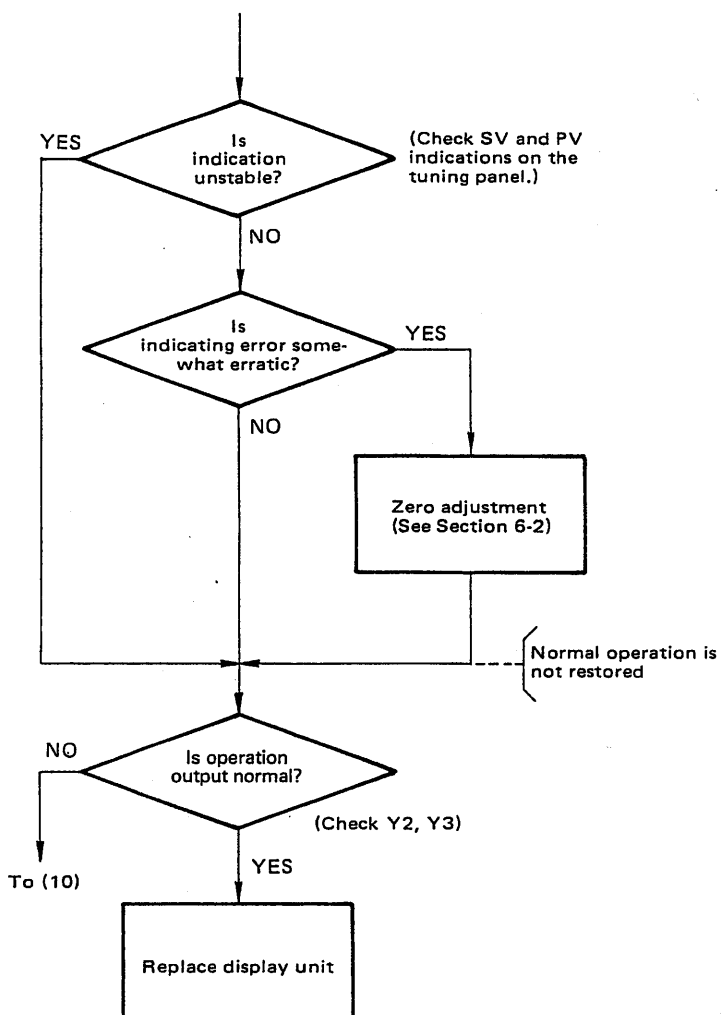 YES
Is
indication
unstable?
(Check SV and PV
indications on the
tuning panel.)
NO
Is
indicating error some-
what erratic?
YES
NO
Zero adjustment
(See Section 6-2)
Normal operation is
not restored
NO
Is operation
output normal?
(Check Y2, Y3)
To (10)
YES
Replace display unit